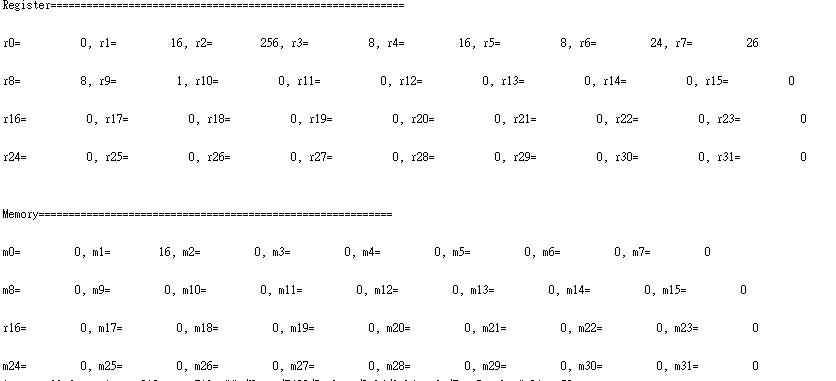 Register===========================================================
r0= 0, r1= 16, r2= 256, r3= 8, r4= 16, r5= 8, r6= 24, r7= 26
r8= 8, r9= 1, r10= 0, r11= 0, r12= 0, r13= 0, r14= 0, r15= 0
r16= 0, r17= 0, r18= 0, r19= 0, r20= 0, r21= 0, r22= 0, r23= 0
r24= 0, r25= 0, r26= 0, r27= 0, r28= 0, r29= 0, r30= 0, r31= 0
Memory===========================================================
m0= 0, m1= 16, m2= 0, m3= 0, m4= 0, m5= 0, m6= 0, m7= 0
m8= 0, m9= 0, m10= 0, m11= 0, m12= 0, m13= 0, m14= 0, m15= 0
r16= 0, m17= 0, m18= 0, m19= 0, m20= 0, m21= 0, m22= 0, m23= 0
m24= 0, m25= 0, m26= 0, m27= 0, m28= 0, m29= 0, m30= 0, m31= 0